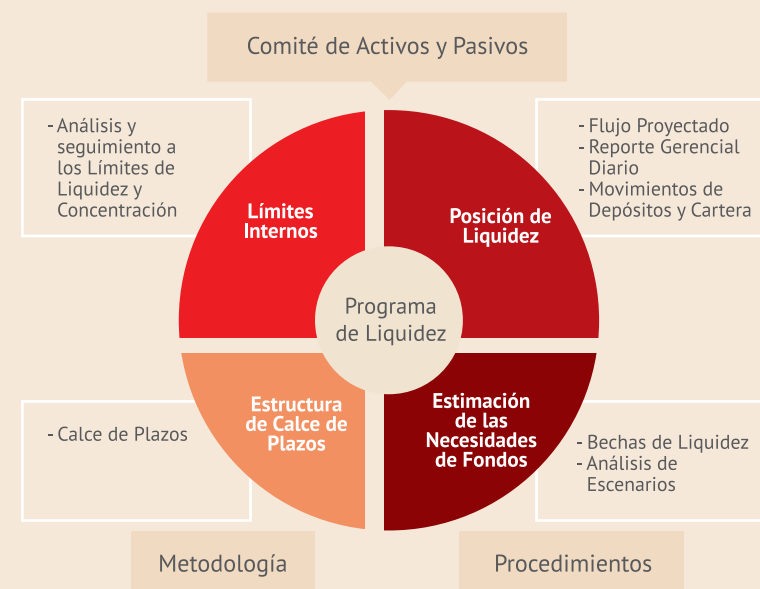 Comité de Activos y Pasivos
- Análisis y
seguimiento a
los Límites de
Liquidez y
Concentración
- Flujo Proyectado
- Reporte Gerencial
Diario
- Movimientos de
Depósitos y Cartera
Límites
Internos
Posición de
Liquidez
Programa
de Liquidez
Estructura
de Calce de
Plazos
Estimación
de las
Necesidades
de Fondos
- Calce de Plazos
- Bechas de Liquidez
- Análisis de
Escenarios
Metodología
Procedimientos